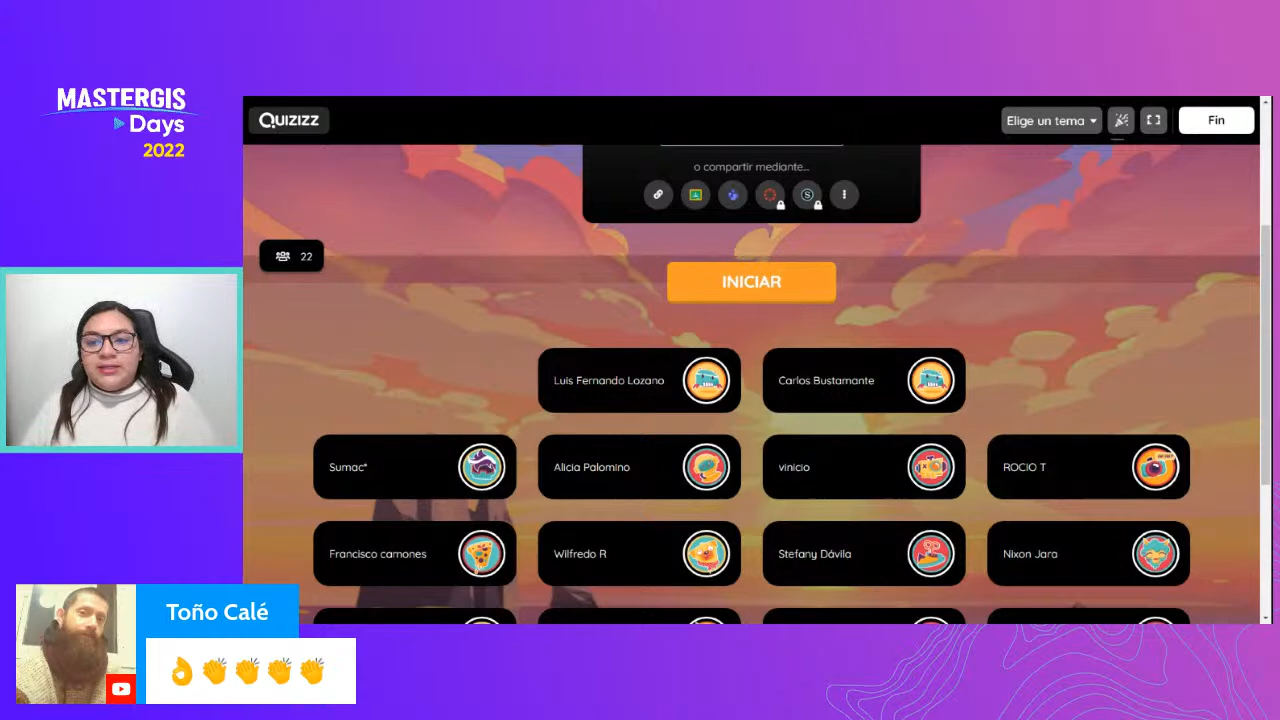 MASTERGIS
Days
2022
QUIZIZZ
Elige un tema
Fin
o compartir mediante...
22
INICIAR
Luis Fernando Lozano
Carlos Bustamante
Sumac*
Alicia Palomino
vinicio
ROCIO T
Francisco camones
Wilfredo R
Stefany Dávila
Nixon Jara
Toño Calé
👌👏👏👏👏